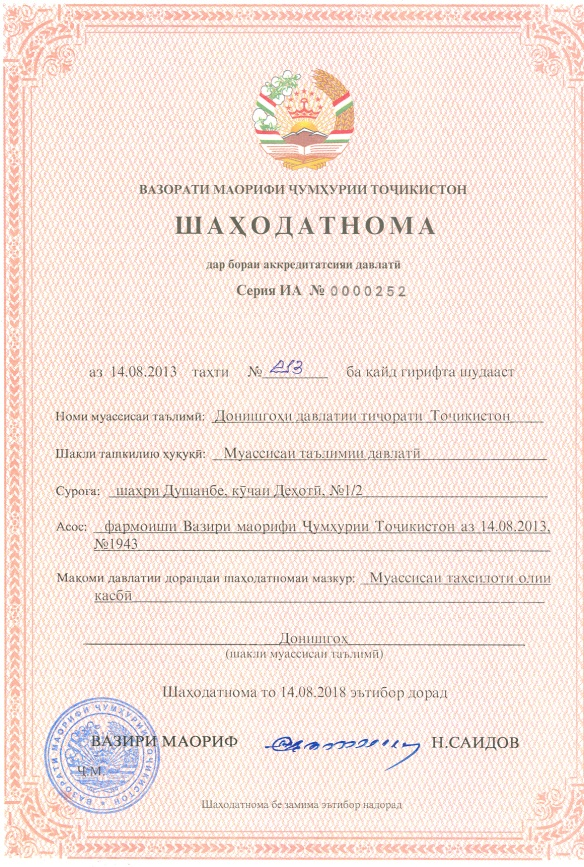 ВАЗОРАТИ МАОРИФИ ҶУМҲУРИИ ТОҶИКИСТОН
ШАҲОДАТНОМА
дар бораи аккредитатсияи давлатӣ
Серия ИА № 0000252
аз 14.08.2013 таҳти № 213 ба қайд гирифта шудааст
Номи муассисаи таълимӣ: Донишгоҳи давлатии тиҷорати Тоҷикистон
Шакли ташкилию ҳуқуқӣ: Муассисаи таълимии давлатӣ
Суроға: шаҳри Душанбе, кӯчаи Деҳотӣ, №1/2
Асос: фармоиши Вазири маорифи Ҷумҳурии Тоҷикистон аз 14.08.2013,
№1943
Мақоми давлатии дорандаи шаҳодатномаи мазкур: Муассисаи таҳсилоти олии
касбӣ
Донишгоҳ
(шакли муассисаи таълимӣ)
Шаҳодатнома то 14.08.2018 эътибор дорад
ВАЗИРИ МАОРИФ Н.САИДОВ
Ҷ.М.
ВАЗОРАТИ МАОРИФИ ҶУМҲУРИИ ТОҶИКИСТОН
Шаҳодатнома бе замима эътибор надорад